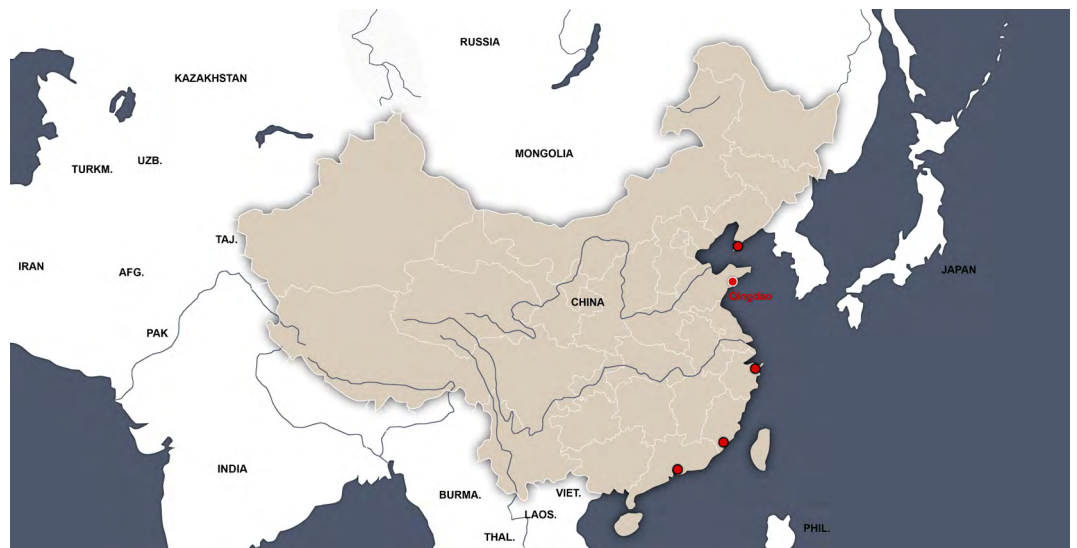 RUSSIA
KAZAKHSTAN
MONGOLIA
UZB.
TURKM.
TAJ.
IRAN
AFG.
JAPAN
Qingdao
CHINA
PAK
INDIA
BURMA.
VIET.
LAOS.
PHIL.
THAL.